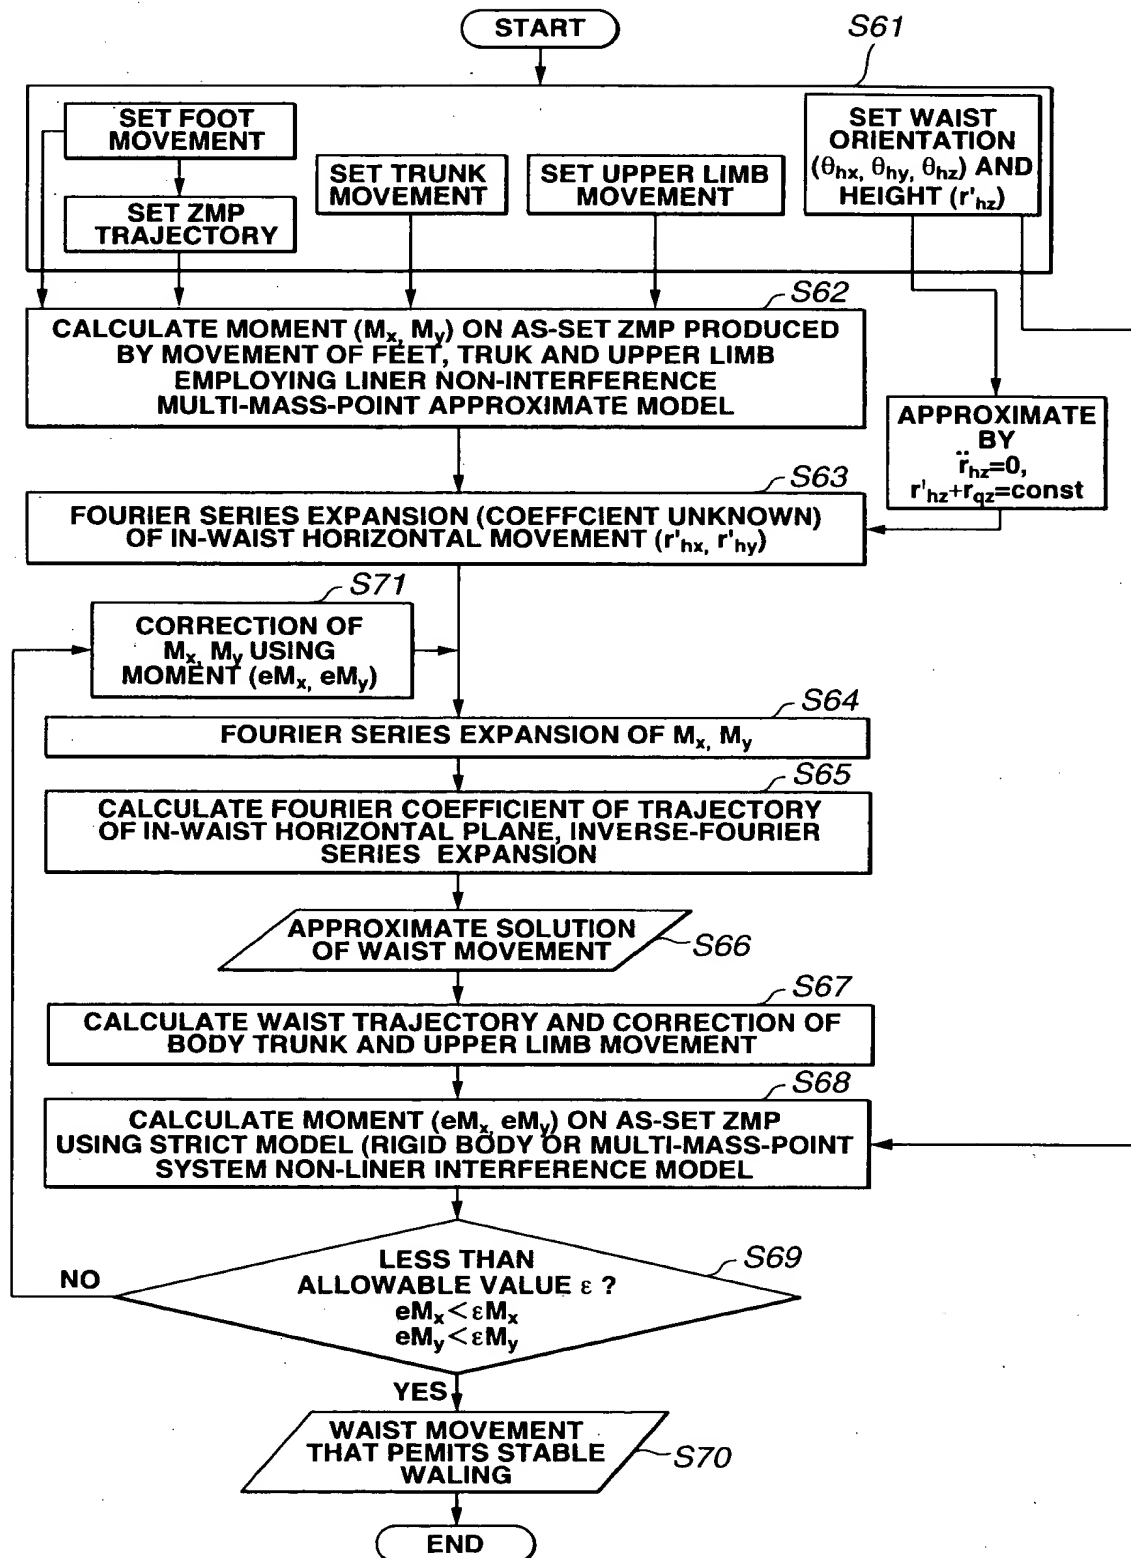 START
S61
SET FOOT
MOVEMENT
SET ZMP
TRAJECTORY
SET TRUNK
MOVEMENT
SET UPPER LIMB
MOVEMENT
SET WAIST
ORIENTATION
(θhx, θhy, θhz) AND
HEIGHT (r'hz)
S62
CALCULATE MOMENT (Mx, My) ON AS-SET ZMP PRODUCED
BY MOVEMENT OF FEET, TRUK AND UPPER LIMB
EMPLOYING LINER NON-INTERFERENCE
MULTI-MASS-POINT APPROXIMATE MODEL
APPROXIMATE
BY
r̈hz=0,
r'hz+rqz=const
S63
FOURIER SERIES EXPANSION (COEFFCIENT UNKNOWN)
OF IN-WAIST HORIZONTAL MOVEMENT (r'hx, r'hy)
S71
CORRECTION OF
Mx, My USING
MOMENT (eMx, eMy)
S64
FOURIER SERIES EXPANSION OF Mx, My
S65
CALCULATE FOURIER COEFFICIENT OF TRAJECTORY
OF IN-WAIST HORIZONTAL PLANE, INVERSE-FOURIER
SERIES EXPANSION
APPROXIMATE SOLUTION
OF WAIST MOVEMENT
S66
S67
CALCULATE WAIST TRAJECTORY AND CORRECTION OF
BODY TRUNK AND UPPER LIMB MOVEMENT
S68
CALCULATE MOMENT (eMx, eMy) ON AS-SET ZMP
USING STRICT MODEL (RIGID BODY OR MULTI-MASS-POINT
SYSTEM NON-LINER INTERFERENCE MODEL
S69
LESS THAN
ALLOWABLE VALUE ε ?
eMx<εMx
eMy<εMy
NO
YES
WAIST MOVEMENT
THAT PEMITS STABLE
WALING
S70
END